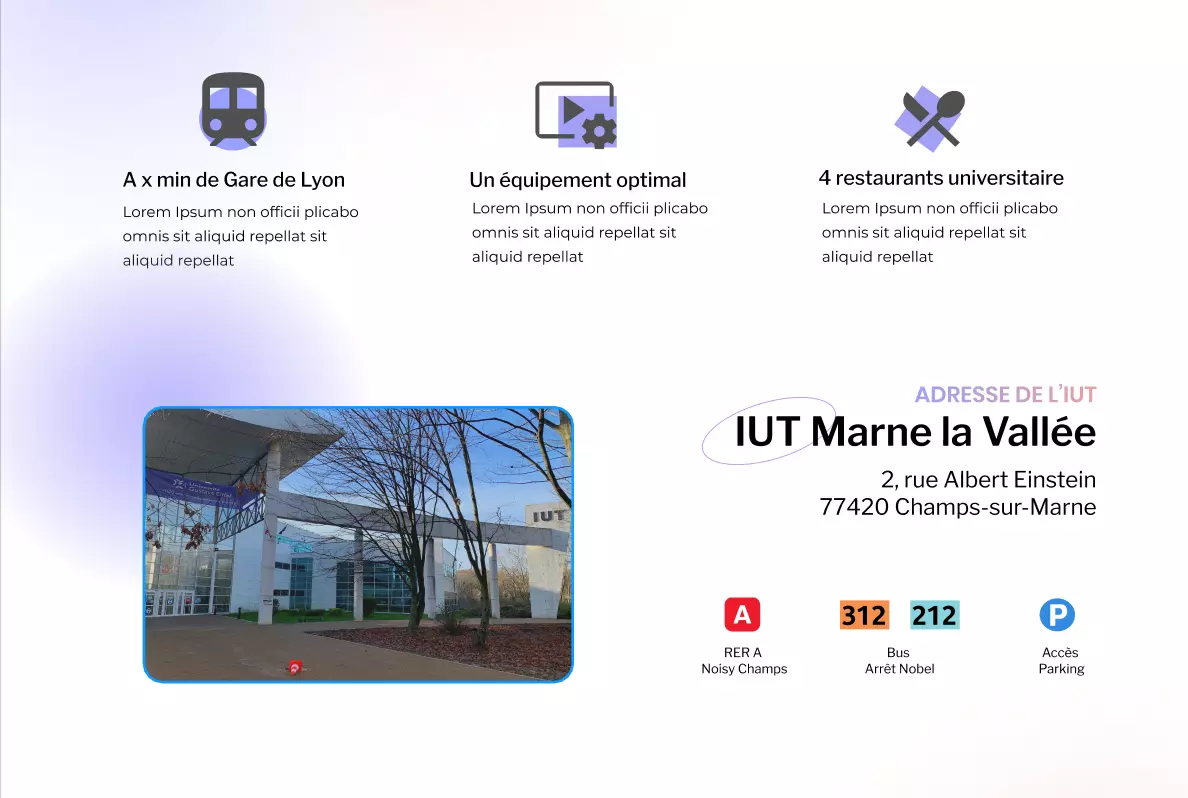 A x min de Gare de Lyon
Lorem Ipsum non officii plicabo
omnis sit aliquid repellat sit
aliquid repellat
Un équipement optimal
Lorem Ipsum non officii plicabo
omnis sit aliquid repellat sit
aliquid repellat
4 restaurants universitaire
Lorem Ipsum non officii plicabo
omnis sit aliquid repellat sit
aliquid repellat
Université
Gustave Eiffel
IUT
ADRESSE DE L'IUT
IUT Marne la Vallée
2, rue Albert Einstein
77420 Champs-sur-Marne
A
RER A
Noisy Champs
312 212
Bus
Arrêt Nobel
P
Accès
Parking